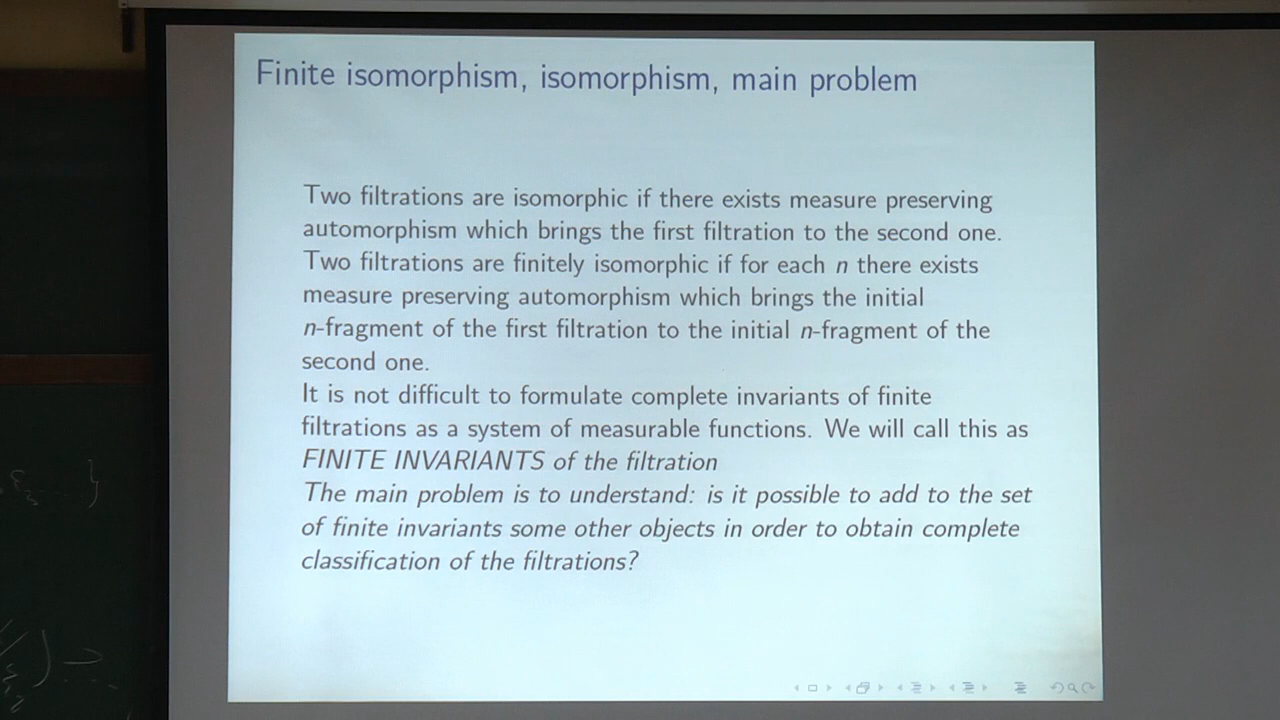 Finite isomorphism, isomorphism, main problem
Two filtrations are isomorphic if there exists measure preserving
automorphism which brings the first filtration to the second one.
Two filtrations are finitely isomorphic if for each n there exists
measure preserving automorphism which brings the initial
n-fragment of the first filtration to the initial n-fragment of the
second one.
It is not difficult to formulate complete invariants of finite
filtrations as a system of measurable functions. We will call this as
FINITE INVARIANTS of the filtration
The main problem is to understand: is it possible to add to the set
of finite invariants some other objects in order to obtain complete
classification of the filtrations?